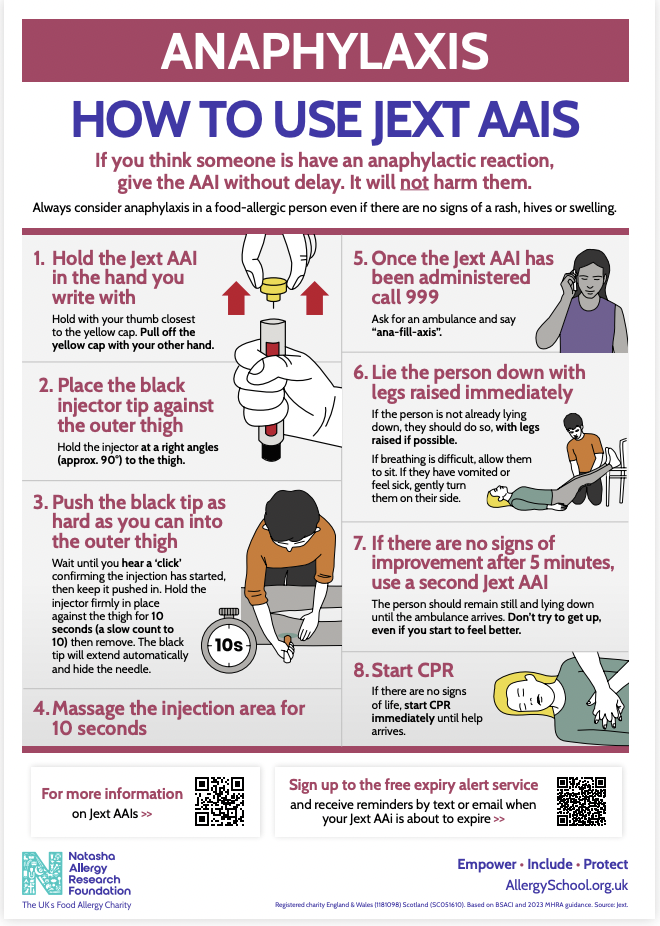 ANAPHYLAXIS
HOW TO USE JEXT AAIS
If you think someone is have an anaphylactic reaction,
give the AAI without delay. It will not harm them.
Always consider anaphylaxis in a food-allergic person even if there are no signs of a rash, hives or swelling.
1. Hold the Jext AAI
in the hand you
write with
Hold with your thumb closest
to the yellow cap. Pull off the
yellow cap with your other hand.
2. Place the black
injector tip against
the outer thigh
Hold the injector at a right angles
(approx. 90°) to the thigh.
3. Push the black tip as
hard as you can into
the outer thigh
Wait until you hear a ‘click’
confirming the injection has started,
then keep it pushed in. Hold the
injector firmly in place
against the thigh for 10
seconds (a slow count to
10) then remove. The black
tip will extend automatically
and hide the needle.
10s
4. Massage the injection area for
10 seconds
5. Once the Jext AAI has
been administered
call 999
Ask for an ambulance and say
“ana-fill-axis”.
6. Lie the person down with
legs raised immediately
If the person is not already lying
down, they should do so, with legs
raised if possible.
If breathing is difficult, allow them
to sit. If they have vomited or
feel sick, gently turn
them on their side.
7. If there are no signs of
improvement after 5 minutes,
use a second Jext AAI
The person should remain still and lying down
until the ambulance arrives. Don’t try to get up,
even if you start to feel better.
8. Start CPR
If there are no signs
of life, start CPR
immediately until help
arrives.
For more information
on Jext AAIs >>
Sign up to the free expiry alert service
and receive reminders by text or email when
your Jext AAi is about to expire >>
Natasha
Allergy
Research
Foundation
The UK's Food Allergy Charity
Empower • Include • Protect
AllergySchool.org.uk
Registered charity England & Wales (1181098) Scotland (SC051610). Based on BSACI and 2023 MHRA guidance. Source: Jext.